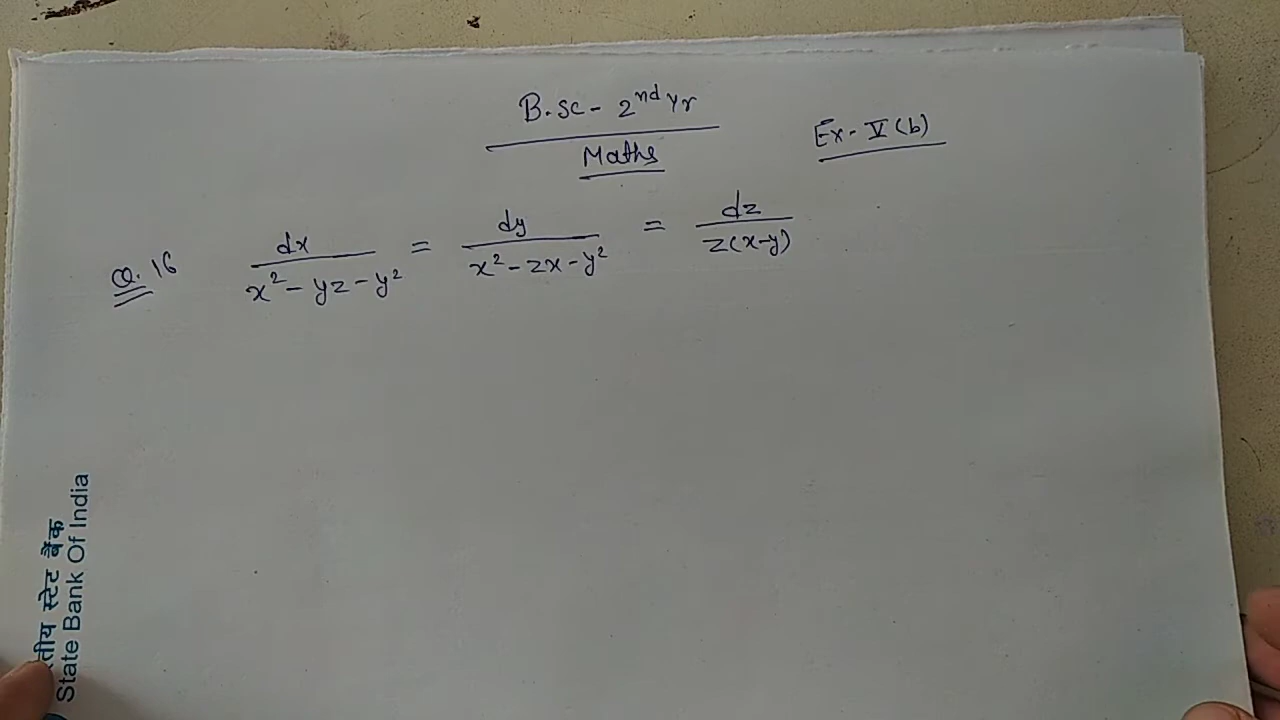 B.Sc - 2nd yr
Maths
Ex - V(b)
Q. 16 dx/(x² - yz - y²) = dy/(x² - zx - y²) = dz/(z(x-y))
स्टेट बैंक
State Bank Of India